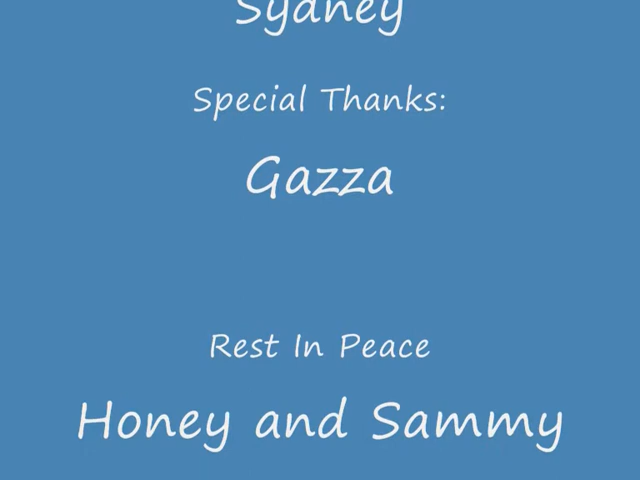 Sydney
Special Thanks:
Gazza
Rest In Peace
Honey and Sammy